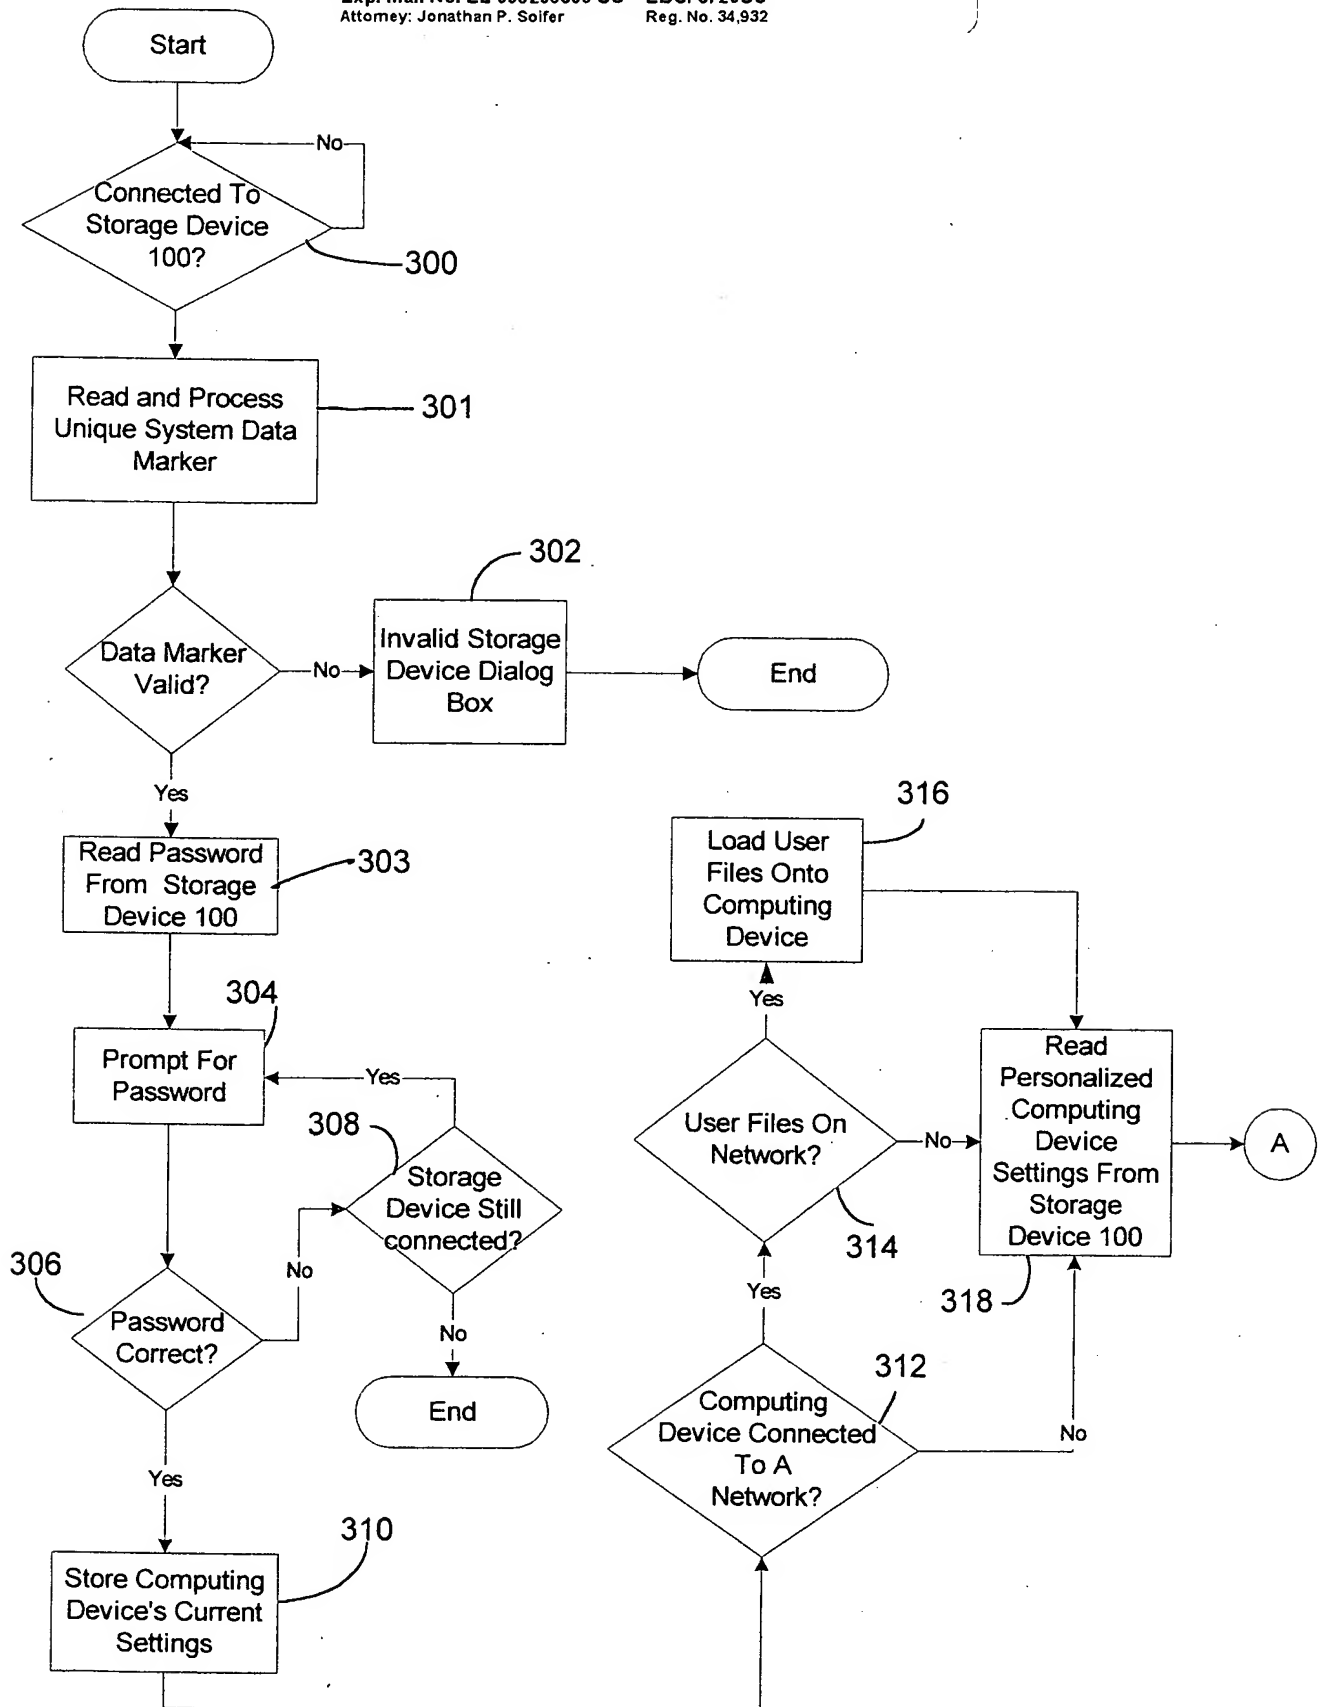 Attorney: Jonathan P. Soifer Reg. No. 34,932
Start
No
Connected To
Storage Device
100?
300
Read and Process
Unique System Data
Marker
301
302
Data Marker
Valid?
No
Invalid Storage
Device Dialog
Box
End
Yes
Read Password
From Storage
Device 100
303
304
Prompt For
Password
Yes
308
Storage
Device Still
connected?
306
Password
Correct?
No
No
End
Yes
310
Store Computing
Device's Current
Settings
316
Load User
Files Onto
Computing
Device
Yes
User Files On
Network?
No
314
Read
Personalized
Computing
Device
Settings From
Storage
Device 100
318
A
Yes
312
Computing
Device Connected
To A
Network?
No